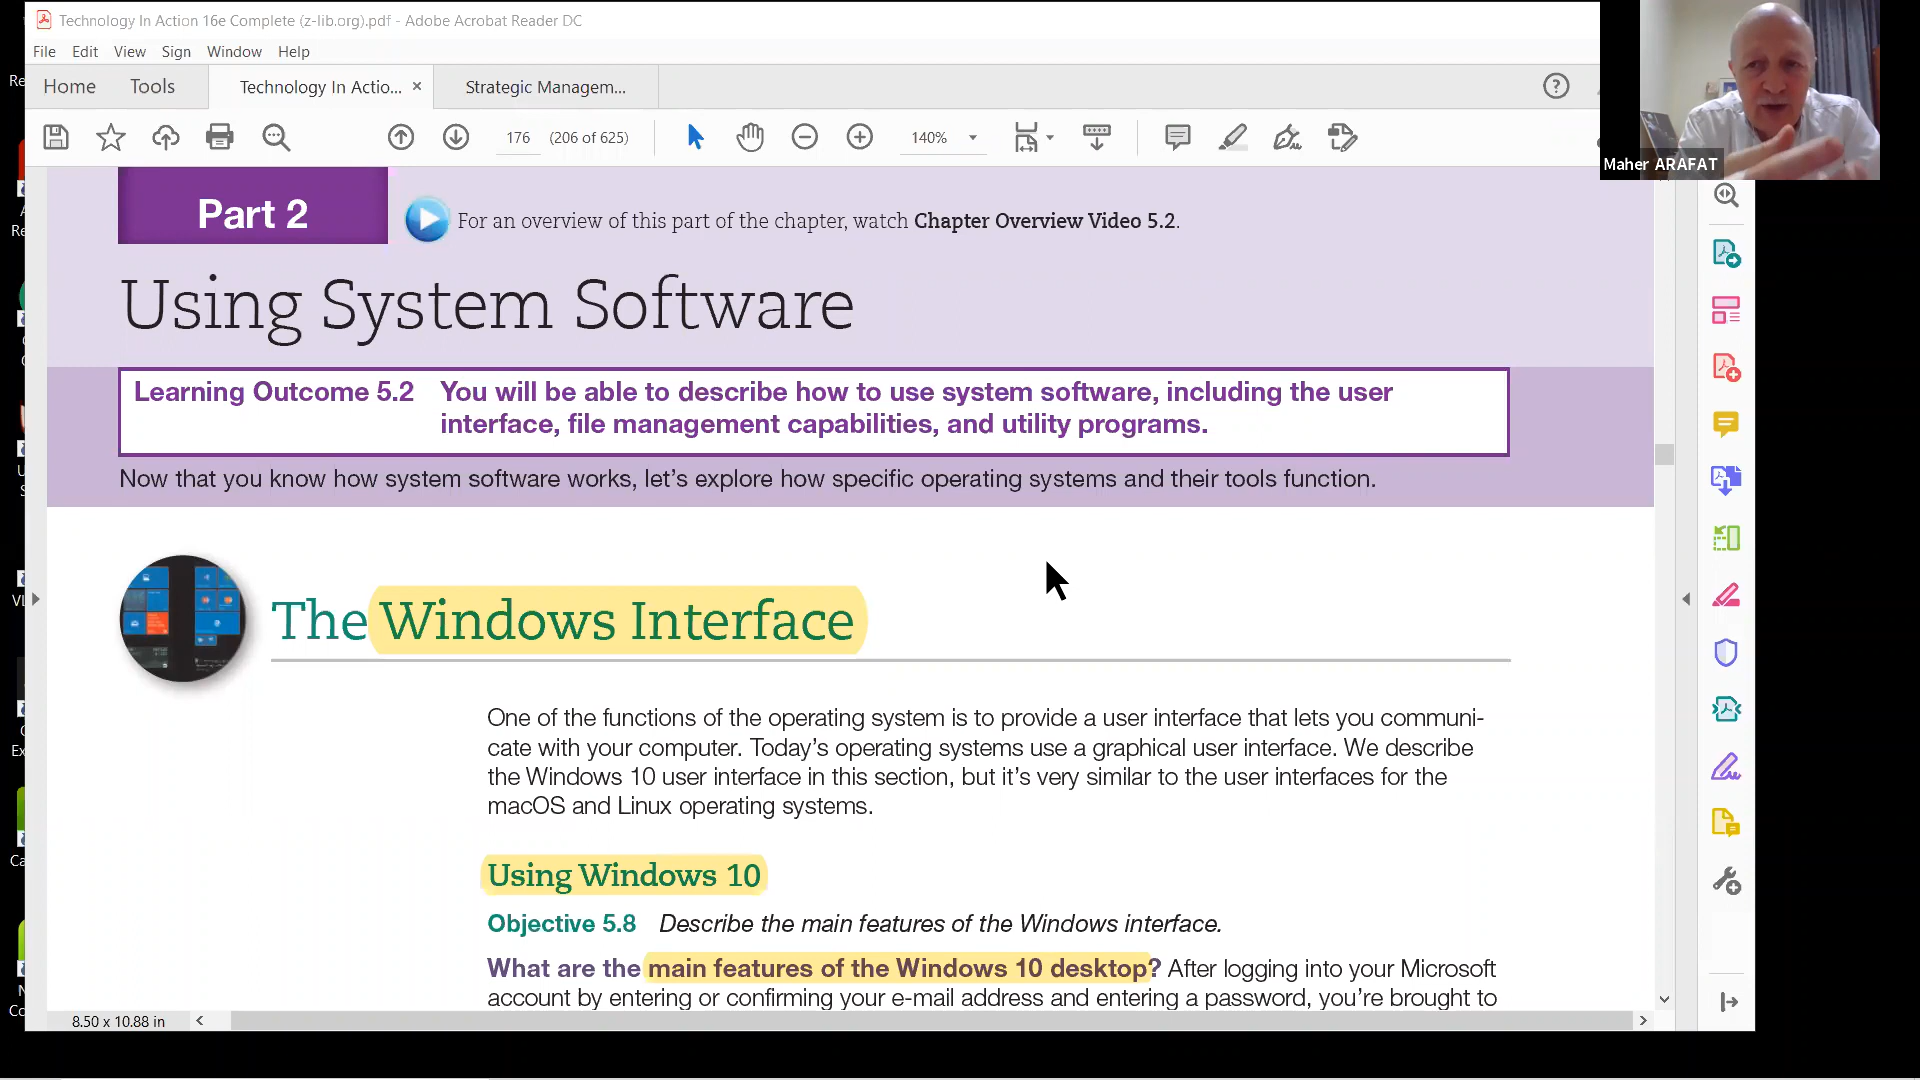 Technology In Action 16e Complete (z-lib.org).pdf - Adobe Acrobat Reader DC
File Edit View Sign Window Help
Home Tools Technology In Actio... × Strategic Managem...
176 (206 of 625) 140%
Maher ARAFAT
Part 2
For an overview of this part of the chapter, watch Chapter Overview Video 5.2.
Using System Software
Learning Outcome 5.2 You will be able to describe how to use system software, including the user
interface, file management capabilities, and utility programs.
Now that you know how system software works, let's explore how specific operating systems and their tools function.
The Windows Interface
One of the functions of the operating system is to provide a user interface that lets you communi-
cate with your computer. Today's operating systems use a graphical user interface. We describe
the Windows 10 user interface in this section, but it's very similar to the user interfaces for the
macOS and Linux operating systems.
Using Windows 10
Objective 5.8 Describe the main features of the Windows interface.
What are the main features of the Windows 10 desktop? After logging into your Microsoft
account by entering or confirming your e-mail address and entering a password, you're brought to
8.50 x 10.88 in